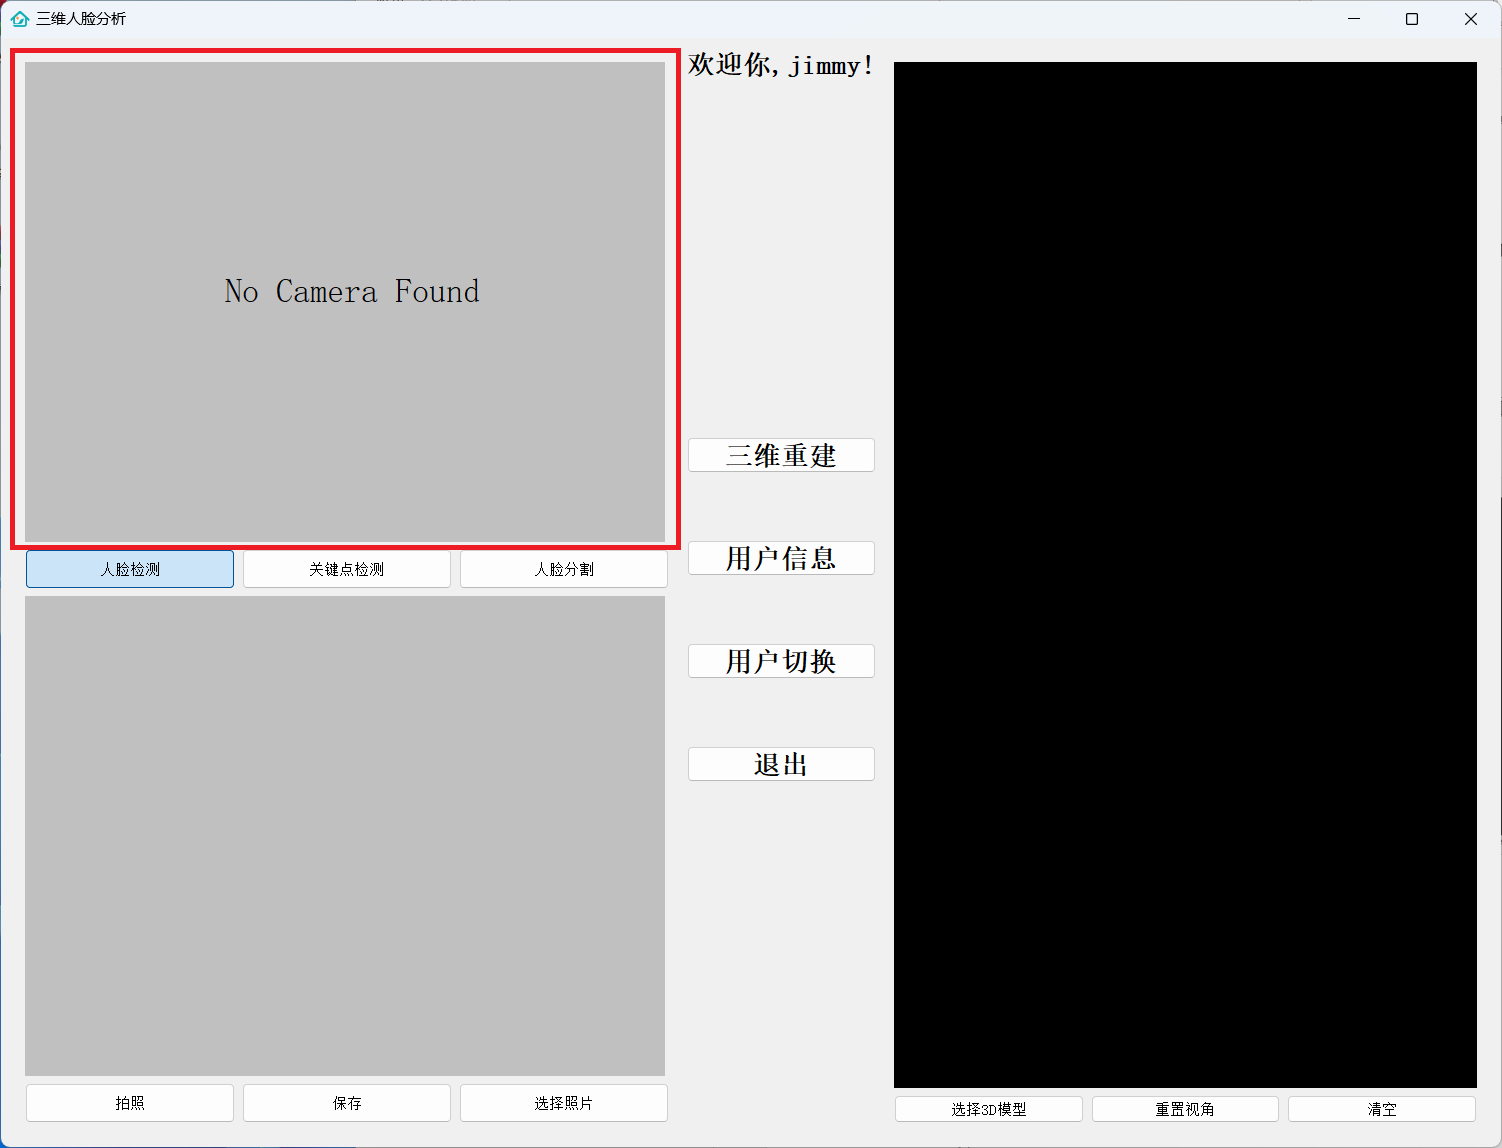 三维人脸分析
欢迎你,jimmy!
No Camera Found
人脸检测
关键点检测
人脸分割
三维重建
用户信息
用户切换
退出
拍照
保存
选择照片
选择3D模型
重置视角
清空